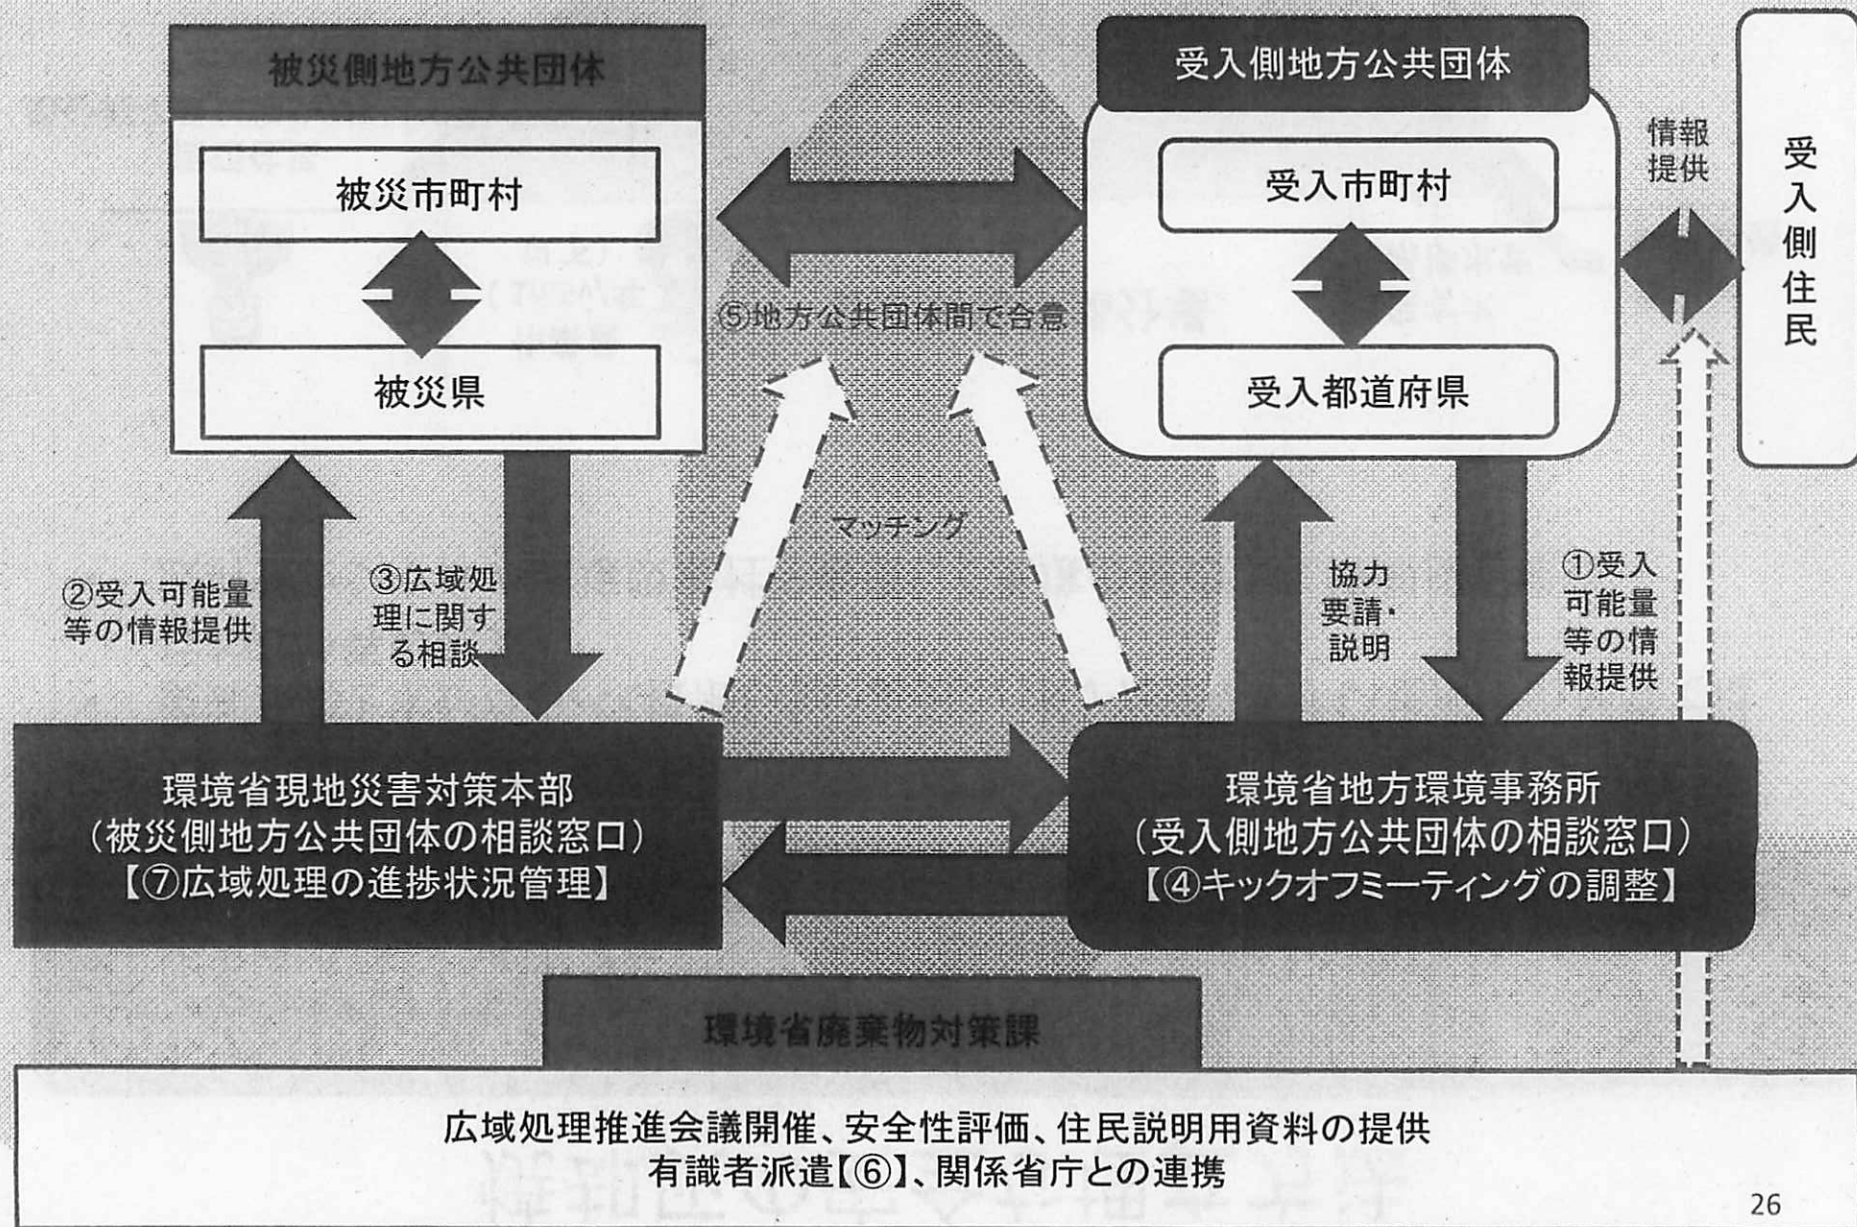 被災側地方公共団体
被災市町村
被災県
受入側地方公共団体
受入市町村
受入都道府県
情報
提供
受入側住民
⑤地方公共団体間で合意
マッチング
②受入可能量
等の情報提供
③広域処
理に関す
る相談
協力
要請・
説明
①受入
可能量
等の情
報提供
環境省現地災害対策本部
（被災側地方公共団体の相談窓口）
【⑦広域処理の進捗状況管理】
環境省地方環境事務所
（受入側地方公共団体の相談窓口）
【④キックオフミーティングの調整】
環境省廃棄物対策課
広域処理推進会議開催、安全性評価、住民説明用資料の提供
有識者派遣【⑥】、関係省庁との連携
26